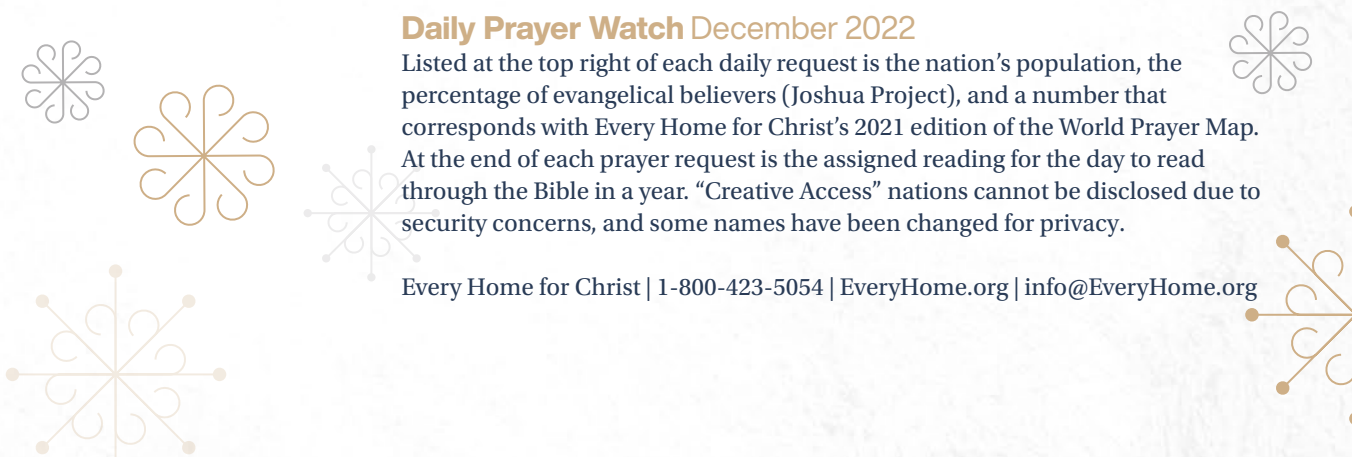 Daily Prayer Watch December 2022
Listed at the top right of each daily request is the nation’s population, the
percentage of evangelical believers (Joshua Project), and a number that
corresponds with Every Home for Christ’s 2021 edition of the World Prayer Map.
At the end of each prayer request is the assigned reading for the day to read
through the Bible in a year. “Creative Access” nations cannot be disclosed due to
security concerns, and some names have been changed for privacy.
Every Home for Christ | 1-800-423-5054 | EveryHome.org | info@EveryHome.org